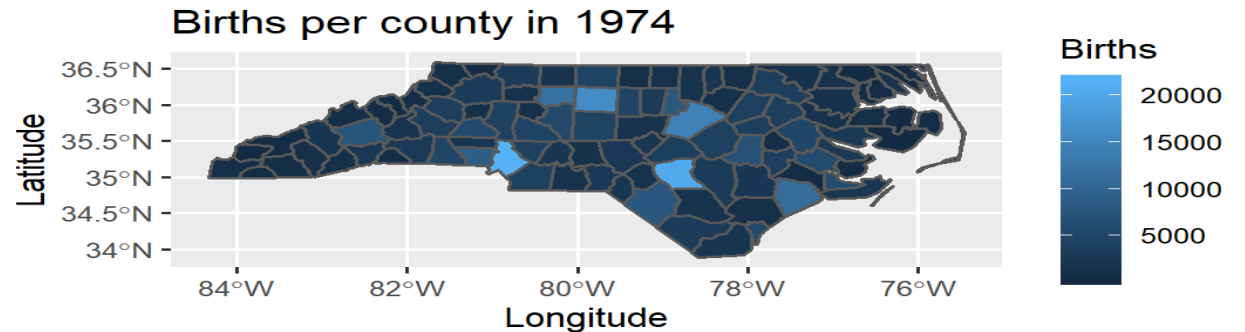 Births per county in 1974
Latitude
36.5°N
36°N
35.5°N
35°N
34.5°N
34°N
84°W
82°W
80°W
78°W
76°W
Longitude
Births
20000
15000
10000
5000